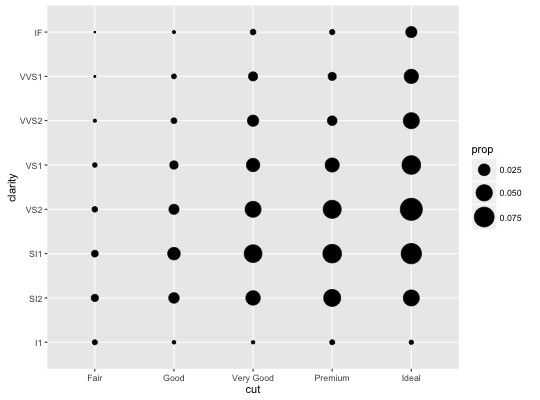 clarity
IF
VVS1
VVS2
VS1
VS2
SI1
SI2
I1
Fair Good Very Good Premium Ideal
cut
prop
0.025
0.050
0.075